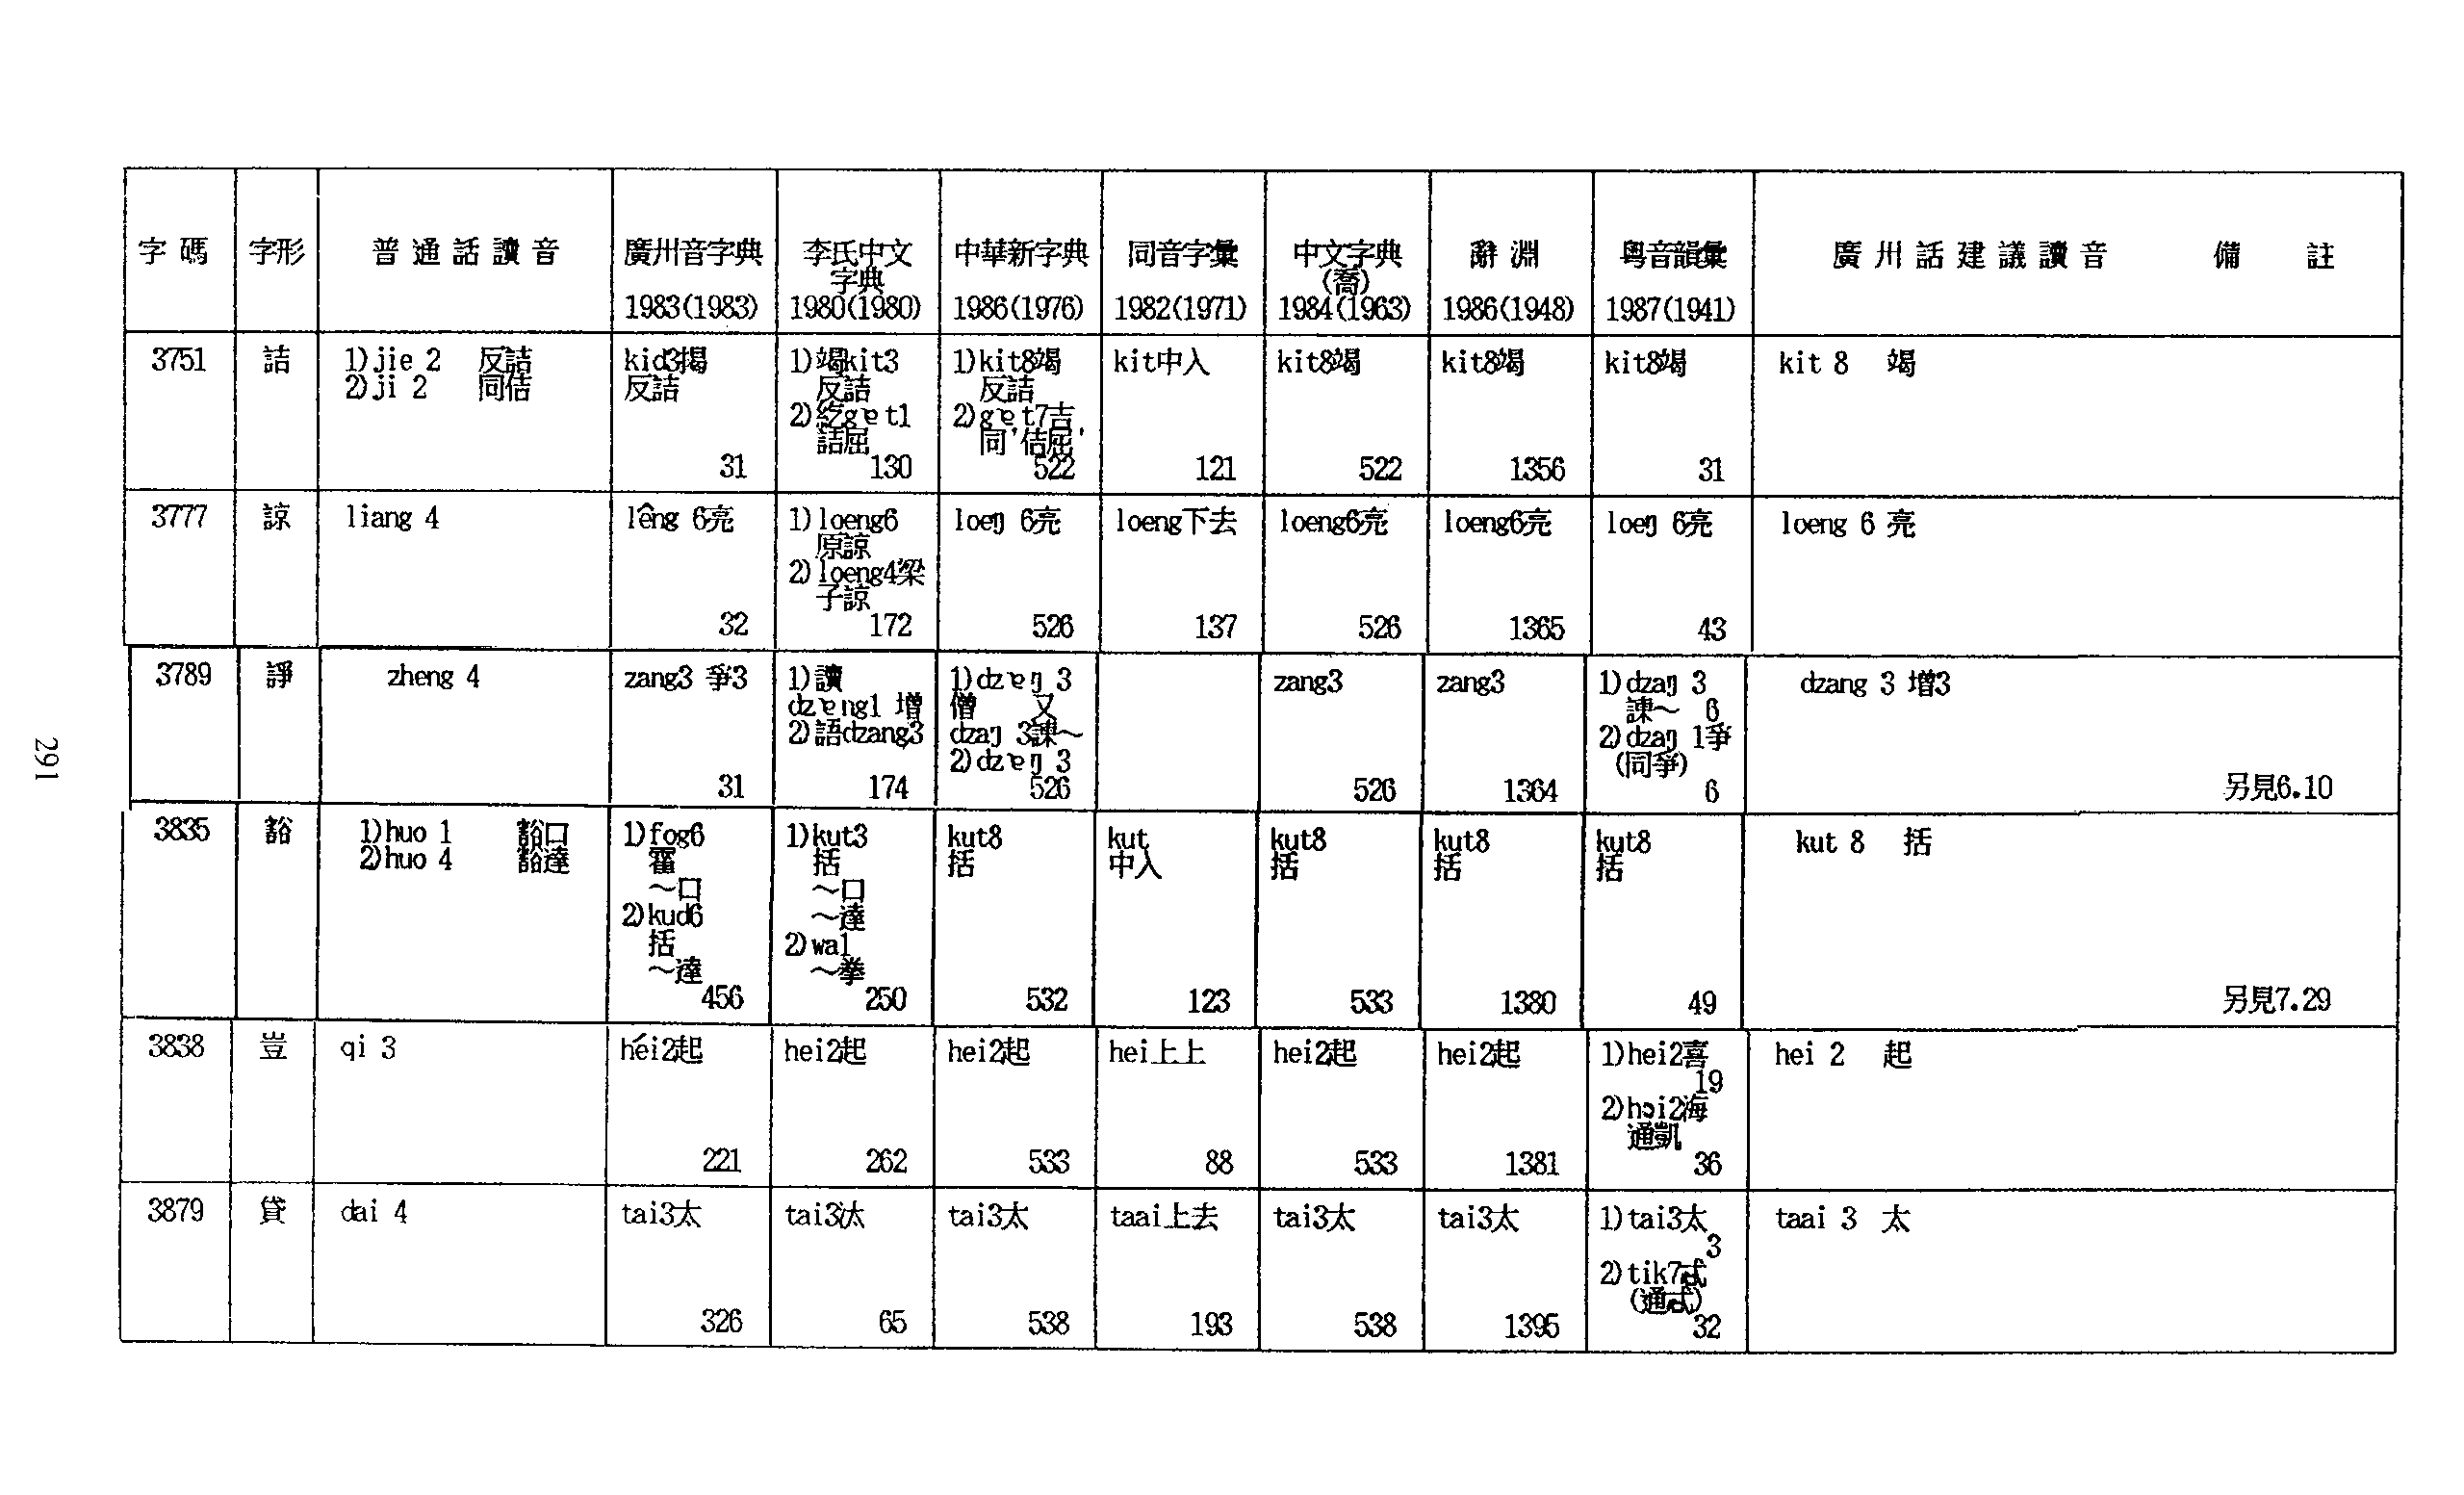 字碼 字形 普通話讀音 廣州音字典 李氏中文 中華新字典 同音字彙 中文字典 辭淵 粵音韻彙 廣州話建議讀音 備註
字典 (喬)
1983(1983) 1980(1980) 1986(1976) 1982(1971) 1984(1963) 1986(1948) 1987(1941)
3751 詰 1)jie 2 反詰 kid3揭 1)竭kit3 1)kit8竭 kit中入 kit8竭 kit8竭 kit8竭 kit 8 竭
2)ji 2 同佶 反詰 反詰 反詰
2)紇gɐt1 2)gɐt7吉
詰屈 同'佶屈'
31 130 522 121 522 1356 31
3777 諒 liang 4 lêng 6亮 1)loeng6 loeŋ 6亮 loeng下去 loeng6亮 loeng6亮 loeŋ 6亮 loeng 6 亮
原諒
2)loeng4梁
子諒
32 172 526 137 526 1365 43
3789 諍 zheng 4 zang3 爭3 1)讀 1)dzɐŋ 3 zang3 zang3 1)dzaŋ 3 dzang 3 增3
dzɐng1 增 僧 又 諫～ 6
2)語dzang3 dzaŋ 3諫～ 2)dzaŋ 1爭
2)dzɐŋ 3 (同爭)
31 174 526 526 1364 6 另見6.10
3835 豁 1)huo 1 豁口 1)fog6 1)kut3 kut8 kut kut8 kut8 kut8 kut 8 括
2)huo 4 豁達 霍 括 括 中入 括 括 括
～口 ～口
2)kud6 ～達
括 2)wa1
～達 ～拳
456 250 532 123 533 1380 49 另見7.29
3838 豈 qi 3 héi2起 hei2起 hei2起 hei上上 hei2起 hei2起 1)hei2喜 hei 2 起
19
2)hɔi2海
通凱
221 262 533 88 533 1381 36
3879 貸 dai 4 tai3太 tai3汰 tai3太 taai上去 tai3太 tai3太 1)tai3太 taai 3 太
3
2)tik7忒
(通忒)
326 65 538 193 538 1395 32
291